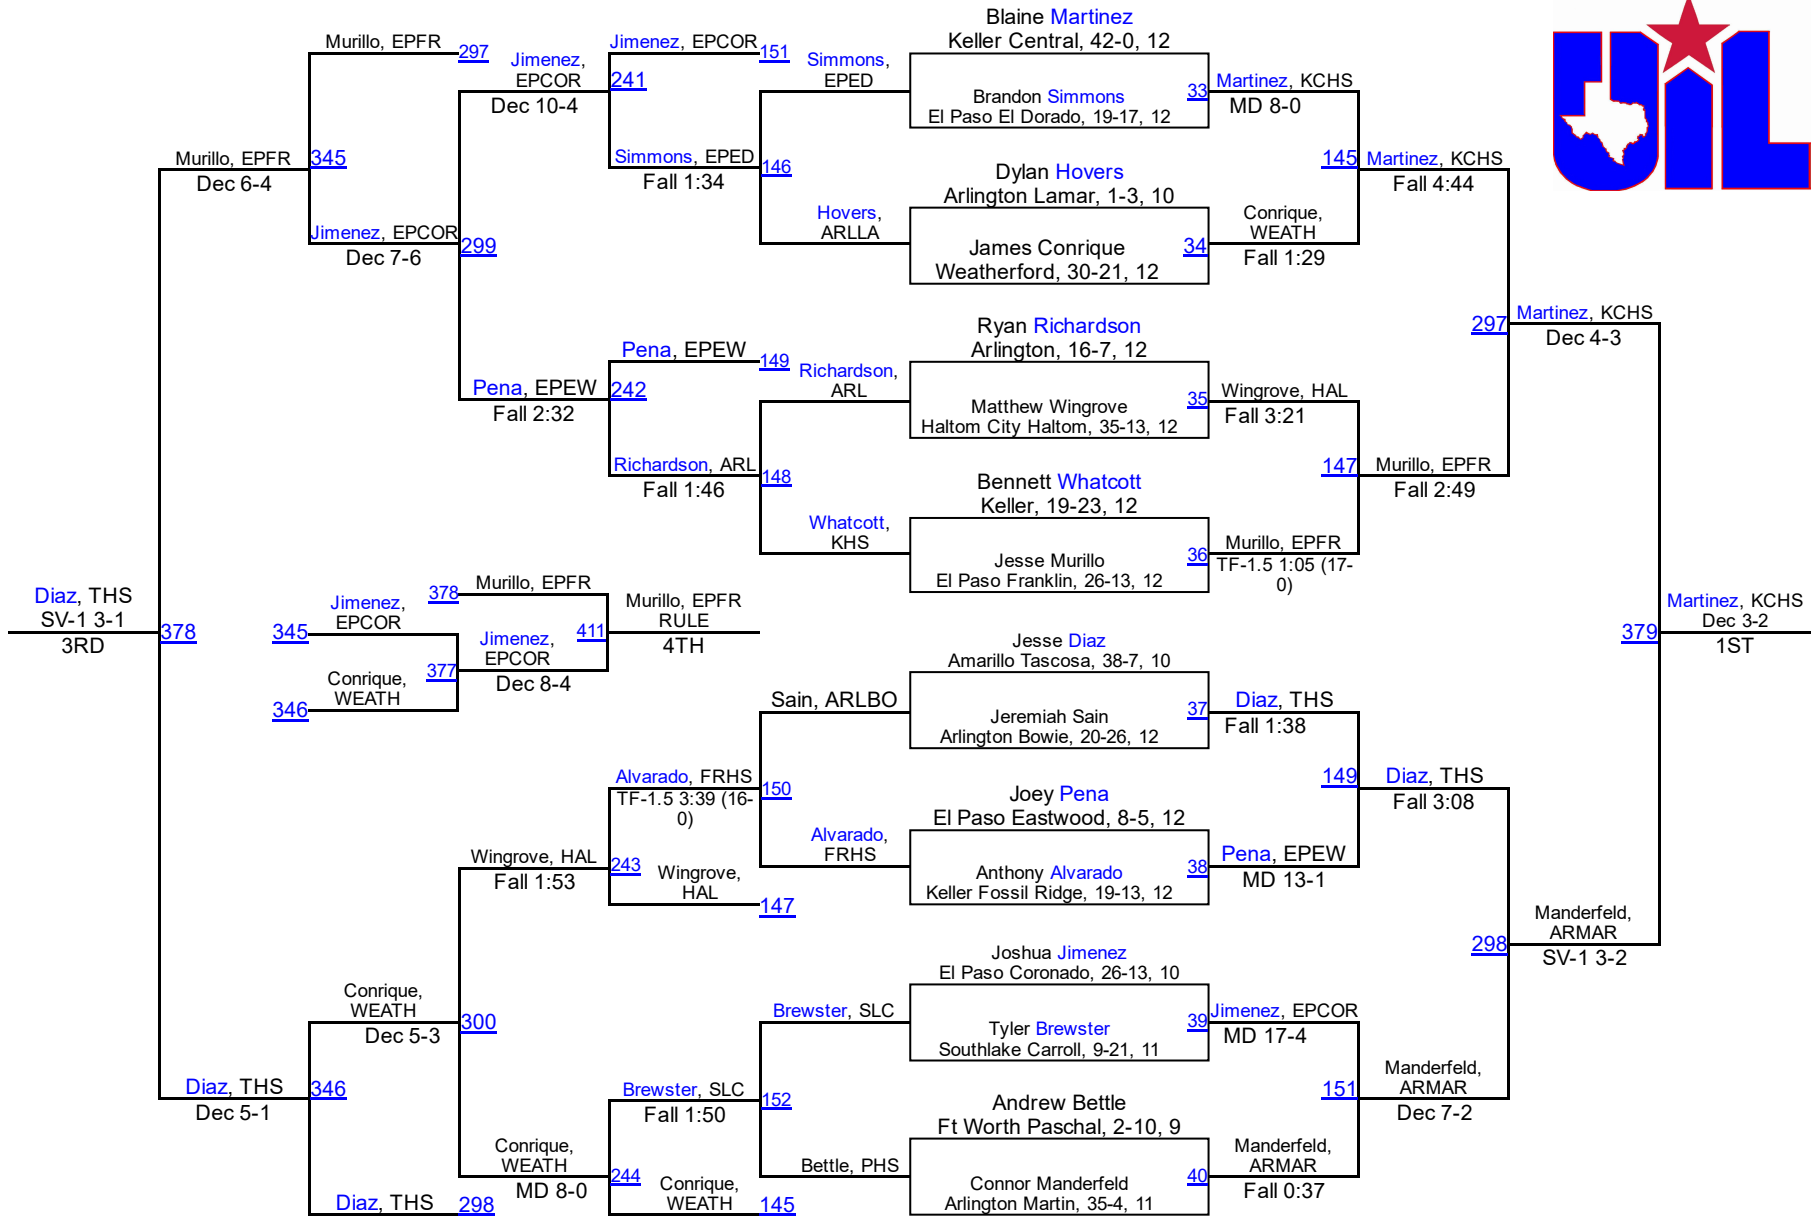 Murillo, EPFR
297
345
Murillo, EPFR
Dec 6-4
Jimenez, EPCOR
Dec 7-6
299
Jimenez,
EPCOR
Dec 10-4
241
Jimenez, EPCOR
151
Simmons, EPED
Fall 1:34
146
Simmons,
EPED
Hovers,
ARLLA
Pena, EPEW
Fall 2:32
242
Pena, EPEW
149
Richardson, ARL
Fall 1:46
148
Richardson,
ARL
Whatcott,
KHS
Diaz, THS
SV-1 3-1
3RD
378
345
Jimenez,
EPCOR
346
Conrique,
WEATH
377
378
Murillo, EPFR
Jimenez,
EPCOR
Dec 8-4
411
Murillo, EPFR
RULE
4TH
Sain, ARLBO
Alvarado, FRHS
TF-1.5 3:39 (16-
0)
150
Alvarado,
FRHS
Wingrove, HAL
Fall 1:53
243
Wingrove,
HAL
147
Conrique,
WEATH
Dec 5-3
300
Diaz, THS
Dec 5-1
346
Diaz, THS
298
Conrique,
WEATH
MD 8-0
244
Brewster, SLC
Fall 1:50
152
Conrique,
WEATH
145
Brewster, SLC
Bettle, PHS
Blaine Martinez
Keller Central, 42-0, 12
Brandon Simmons
El Paso El Dorado, 19-17, 12
33
Martinez, KCHS
MD 8-0
Dylan Hovers
Arlington Lamar, 1-3, 10
James Conrique
Weatherford, 30-21, 12
34
Conrique,
WEATH
Fall 1:29
145
Martinez, KCHS
Fall 4:44
Ryan Richardson
Arlington, 16-7, 12
Matthew Wingrove
Haltom City Haltom, 35-13, 12
35
Wingrove, HAL
Fall 3:21
Bennett Whatcott
Keller, 19-23, 12
Jesse Murillo
El Paso Franklin, 26-13, 12
36
Murillo, EPFR
TF-1.5 1:05 (17-
0)
147
Murillo, EPFR
Fall 2:49
297
Martinez, KCHS
Dec 4-3
Jesse Diaz
Amarillo Tascosa, 38-7, 10
Jeremiah Sain
Arlington Bowie, 20-26, 12
37
Diaz, THS
Fall 1:38
Joey Pena
El Paso Eastwood, 8-5, 12
Anthony Alvarado
Keller Fossil Ridge, 19-13, 12
38
Pena, EPEW
MD 13-1
149
Diaz, THS
Fall 3:08
Joshua Jimenez
El Paso Coronado, 26-13, 10
Tyler Brewster
Southlake Carroll, 9-21, 11
39
Jimenez, EPCOR
MD 17-4
Andrew Bettle
Ft Worth Paschal, 2-10, 9
Connor Manderfeld
Arlington Martin, 35-4, 11
40
Manderfeld,
ARMAR
Fall 0:37
151
Manderfeld,
ARMAR
Dec 7-2
298
Manderfeld,
ARMAR
SV-1 3-2
379
Martinez, KCHS
Dec 3-2
1ST
UIL